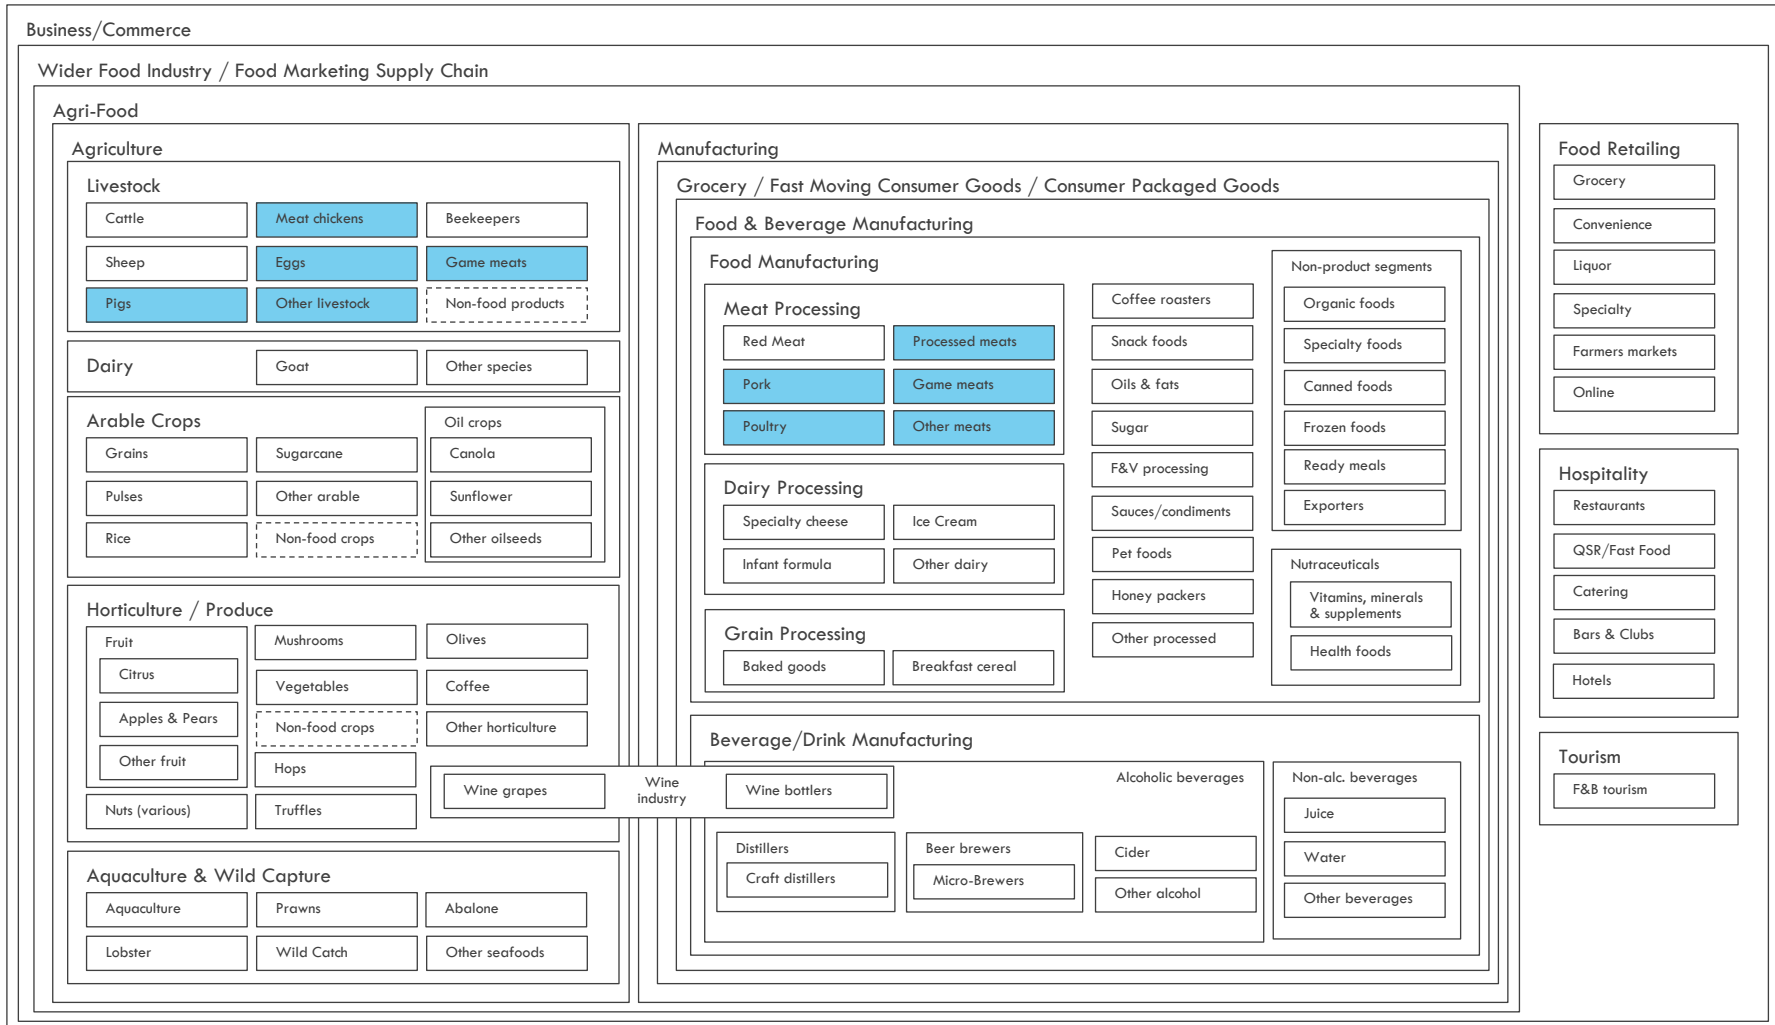 Business/Commerce
Wider Food Industry / Food Marketing Supply Chain
Agri-Food
Agriculture
Livestock
Cattle
Meat chickens
Beekeepers
Sheep
Eggs
Game meats
Pigs
Other livestock
Non-food products
Dairy
Goat
Other species
Arable Crops
Grains
Sugarcane
Pulses
Other arable
Rice
Non-food crops
Oil crops
Canola
Sunflower
Other oilseeds
Horticulture / Produce
Fruit
Citrus
Apples & Pears
Other fruit
Nuts (various)
Mushrooms
Vegetables
Non-food crops
Hops
Truffles
Olives
Coffee
Other horticulture
Wine grapes
Wine
industry
Wine bottlers
Aquaculture & Wild Capture
Aquaculture
Prawns
Abalone
Lobster
Wild Catch
Other seafoods
Manufacturing
Grocery / Fast Moving Consumer Goods / Consumer Packaged Goods
Food & Beverage Manufacturing
Food Manufacturing
Meat Processing
Red Meat
Processed meats
Pork
Game meats
Poultry
Other meats
Dairy Processing
Specialty cheese
Ice Cream
Infant formula
Other dairy
Grain Processing
Baked goods
Breakfast cereal
Coffee roasters
Snack foods
Oils & fats
Sugar
F&V processing
Sauces/condiments
Pet foods
Honey packers
Other processed
Non-product segments
Organic foods
Specialty foods
Canned foods
Frozen foods
Ready meals
Exporters
Nutraceuticals
Vitamins, minerals
& supplements
Health foods
Beverage/Drink Manufacturing
Alcoholic beverages
Distillers
Craft distillers
Beer brewers
Micro-Brewers
Cider
Other alcohol
Non-alc. beverages
Juice
Water
Other beverages
Food Retailing
Grocery
Convenience
Liquor
Specialty
Farmers markets
Online
Hospitality
Restaurants
QSR/Fast Food
Catering
Bars & Clubs
Hotels
Tourism
F&B tourism